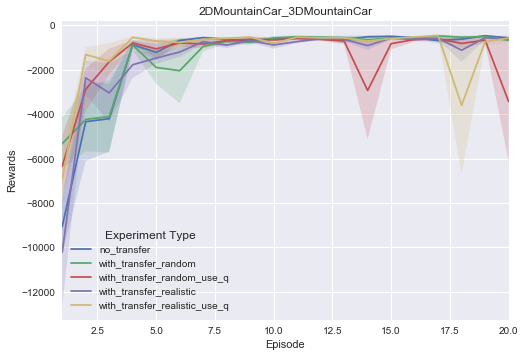 2DMountainCar_3DMountainCar
0
−2000
−4000
−6000
−8000
−10000
−12000
Rewards
Experiment Type
no_transfer
with_transfer_random
with_transfer_random_use_q
with_transfer_realistic
with_transfer_realistic_use_q
2.5 5.0 7.5 10.0 12.5 15.0 17.5 20.0
Episode